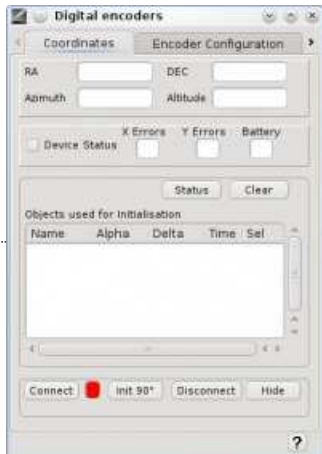 Digital encoders
Coordinates Encoder Configuration
RA DEC
Azmuth Altitude
X Errors Y Errors Battery
Device Status
Status Clear
Objects used for Initialisation
Name Alpha Delta Time Sel
Connect Init 90° Disconnect Hide
?